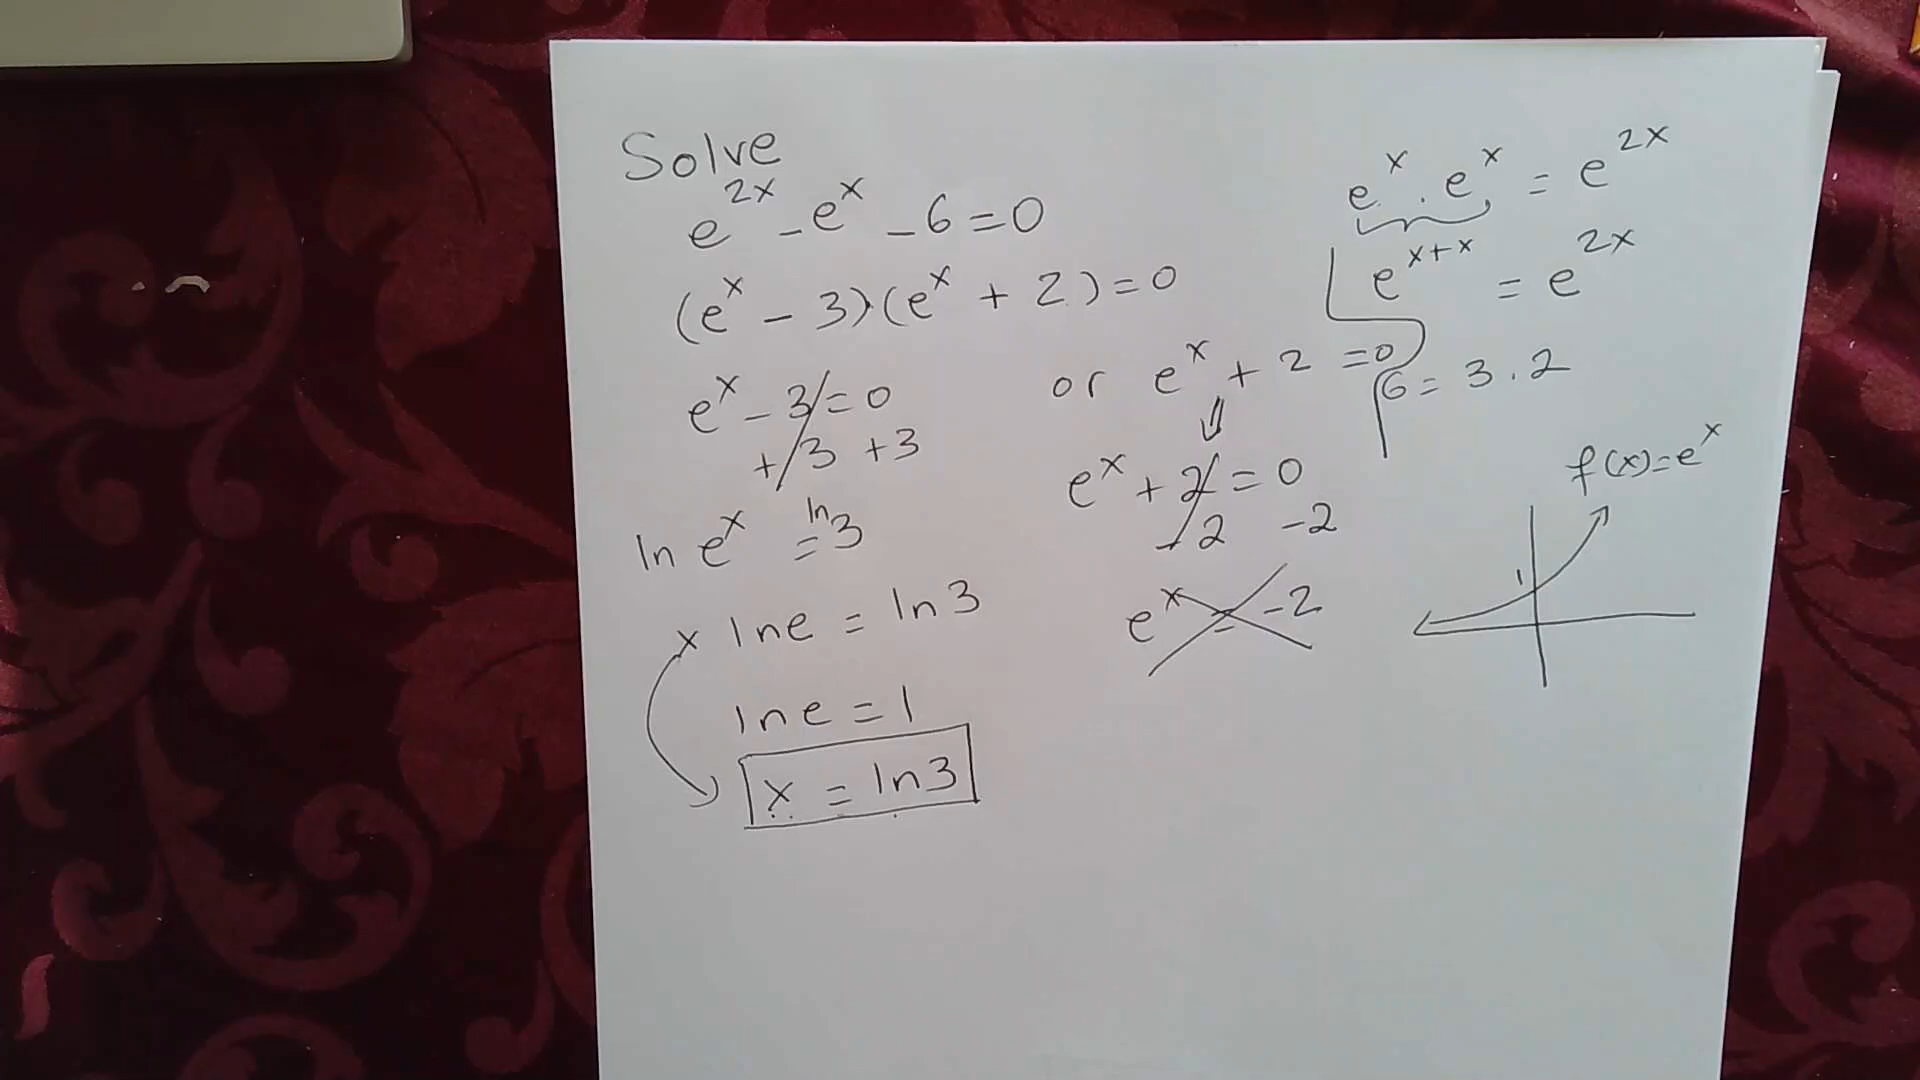 Solve
e^{2x} - e^x - 6 = 0
(e^x - 3)·(e^x + 2) = 0
e^x - 3 = 0
+3 +3
ln e^x = ln 3
x ln e = ln 3
ln e = 1
x = ln 3
or e^x + 2 = 0
e^x + 2 = 0
-2 -2
e^x = -2
e^x · e^x = e^{2x}
e^{x+x} = e^{2x}
6 = 3 · 2
f(x) = e^x
1